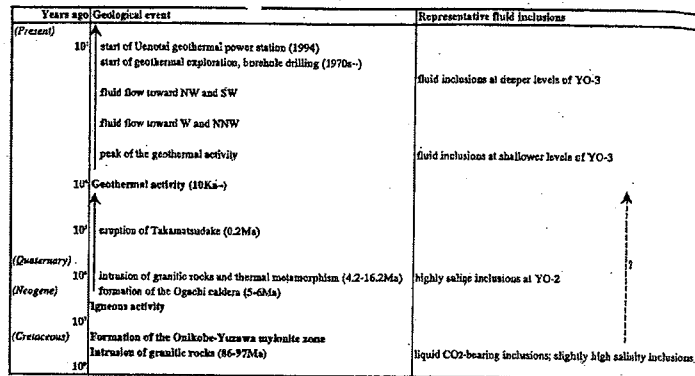 Years ago Geological event Representative fluid inclusions
(Present)
start of Uenotai geothermal power station (1994)
start of geothermal exploration, borehole drilling (1970s~)
fluid inclusions at deeper levels of YO-3
fluid flow toward NW and SW
fluid flow toward W and NNW
peak of the geothermal activity fluid inclusions at shallower levels of YO-3
Geothermal activity (10Ka~)
eruption of Takamatsudake (0.2Ma)
(Quaternary) ?
intrusion of granitic rocks and thermal metamorphism (4.2-16.2Ma) highly saline inclusions at YO-2
(Neogene) formation of the Ogachi caldera (5-6Ma)
Igneous activity
(Cretaceous) Formation of the Onikobe-Yuzawa mylonite zone
Intrusion of granitic rocks (86-97Ma) liquid CO2-bearing inclusions; slightly high salinity inclusions